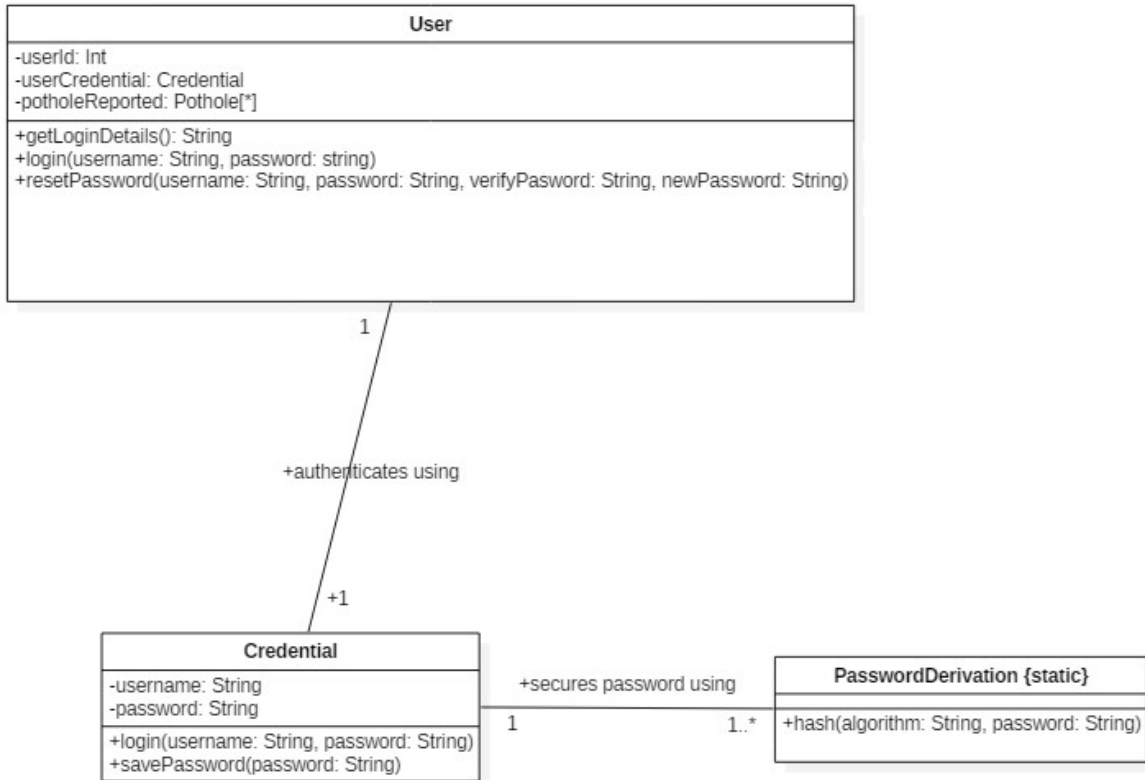 User
-userId: Int
-userCredential: Credential
-potholeReported: Pothole[*]
+getLoginDetails(): String
+login(username: String, password: string)
+resetPassword(username: String, password: String, verifyPasword: String, newPassword: String)
1
+authenticates using
+1
Credential
-username: String
-password: String
+login(username: String, password: String)
+savePassword(password: String)
+secures password using
1
1..*
PasswordDerivation {static}
+hash(algorithm: String, password: String)